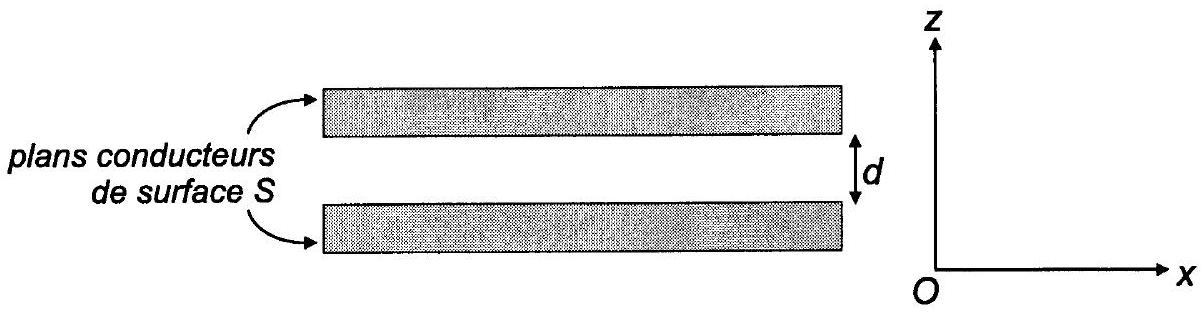 z
plans conducteurs
de surface S
d
O
x